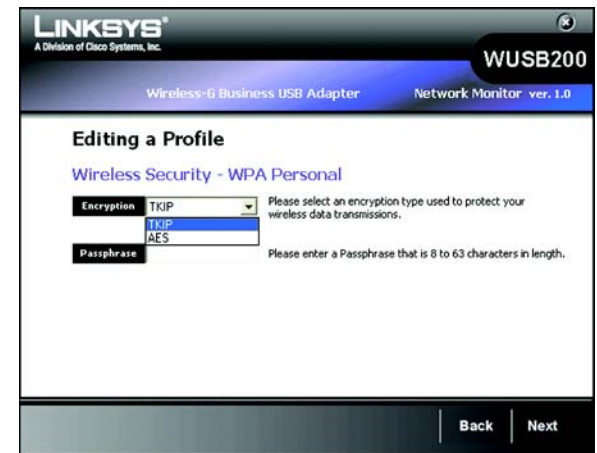 LINKSYS®
A Division of Cisco Systems, Inc.
WUSB200
Wireless-G Business USB Adapter
Network Monitor ver. 1.0
Editing a Profile
Wireless Security - WPA Personal
Encryption
TKIP
Please select an encryption type used to protect your
wireless data transmissions.
TKIP
AES
Passphrase
Please enter a Passphrase that is 8 to 63 characters in length.
Back
Next